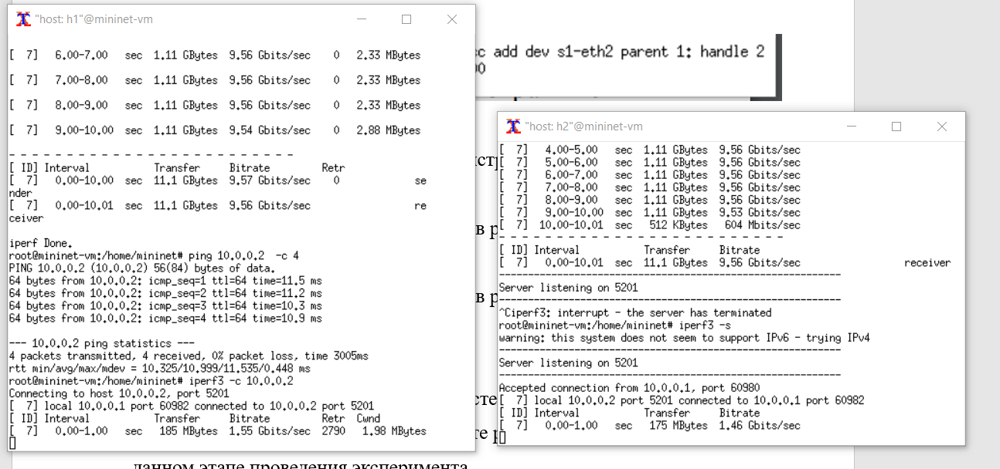 "host: h1"@mininet-vm
[  7]   6.00-7.00   sec  1.11 GBytes  9.56 Gbits/sec    0   2.33 MBytes
[  7]   7.00-8.00   sec  1.11 GBytes  9.56 Gbits/sec    0   2.33 MBytes
[  7]   8.00-9.00   sec  1.11 GBytes  9.56 Gbits/sec    0   2.33 MBytes
[  7]   9.00-10.00  sec  1.11 GBytes  9.54 Gbits/sec    0   2.88 MBytes
- - - - - - - - - - - - - - - - - - - - - - - - -
[ ID] Interval           Transfer     Bitrate         Retr
[  7]   0.00-10.00  sec  11.1 GBytes  9.57 Gbits/sec    0             se
nder
[  7]   0.00-10.01  sec  11.1 GBytes  9.56 Gbits/sec                  re
ceiver
iperf Done.
root@mininet-vm:/home/mininet# ping 10.0.0.2  -c 4
PING 10.0.0.2 (10.0.0.2) 56(84) bytes of data.
64 bytes from 10.0.0.2: icmp_seq=1 ttl=64 time=11.5 ms
64 bytes from 10.0.0.2: icmp_seq=2 ttl=64 time=11.2 ms
64 bytes from 10.0.0.2: icmp_seq=3 ttl=64 time=10.3 ms
64 bytes from 10.0.0.2: icmp_seq=4 ttl=64 time=10.9 ms
--- 10.0.0.2 ping statistics ---
4 packets transmitted, 4 received, 0% packet loss, time 3005ms
rtt min/avg/max/mdev = 10.325/10.999/11.535/0.448 ms
root@mininet-vm:/home/mininet# iperf3 -c 10.0.0.2
Connecting to host 10.0.0.2, port 5201
[  7] local 10.0.0.1 port 60982 connected to 10.0.0.2 port 5201
[ ID] Interval           Transfer     Bitrate         Retr  Cwnd
[  7]   0.00-1.00   sec   185 MBytes  1.55 Gbits/sec  2790   1.98 MBytes
add dev s1-eth2 parent 1: handle 2
"host: h2"@mininet-vm
[  7]   4.00-5.00   sec  1.11 GBytes  9.56 Gbits/sec
[  7]   5.00-6.00   sec  1.11 GBytes  9.56 Gbits/sec
[  7]   6.00-7.00   sec  1.11 GBytes  9.56 Gbits/sec
[  7]   7.00-8.00   sec  1.11 GBytes  9.56 Gbits/sec
[  7]   8.00-9.00   sec  1.11 GBytes  9.56 Gbits/sec
[  7]   9.00-10.00  sec  1.11 GBytes  9.53 Gbits/sec
[  7]  10.00-10.01  sec   512 KBytes   604 Mbits/sec
- - - - - - - - - - - - - - - - - - - - - - - - -
[ ID] Interval           Transfer     Bitrate
[  7]   0.00-10.01  sec  11.1 GBytes  9.56 Gbits/sec                  receiver
-----------------------------------------------------------
Server listening on 5201
-----------------------------------------------------------
^Ciperf3: interrupt - the server has terminated
root@mininet-vm:/home/mininet# iperf3 -s
warning: this system does not seem to support IPv6 - trying IPv4
-----------------------------------------------------------
Server listening on 5201
-----------------------------------------------------------
Accepted connection from 10.0.0.1, port 60980
[  7] local 10.0.0.2 port 5201 connected to 10.0.0.1 port 60982
[ ID] Interval           Transfer     Bitrate
[  7]   0.00-1.00   sec   175 MBytes  1.46 Gbits/sec
данном этапе проведения эксперимента